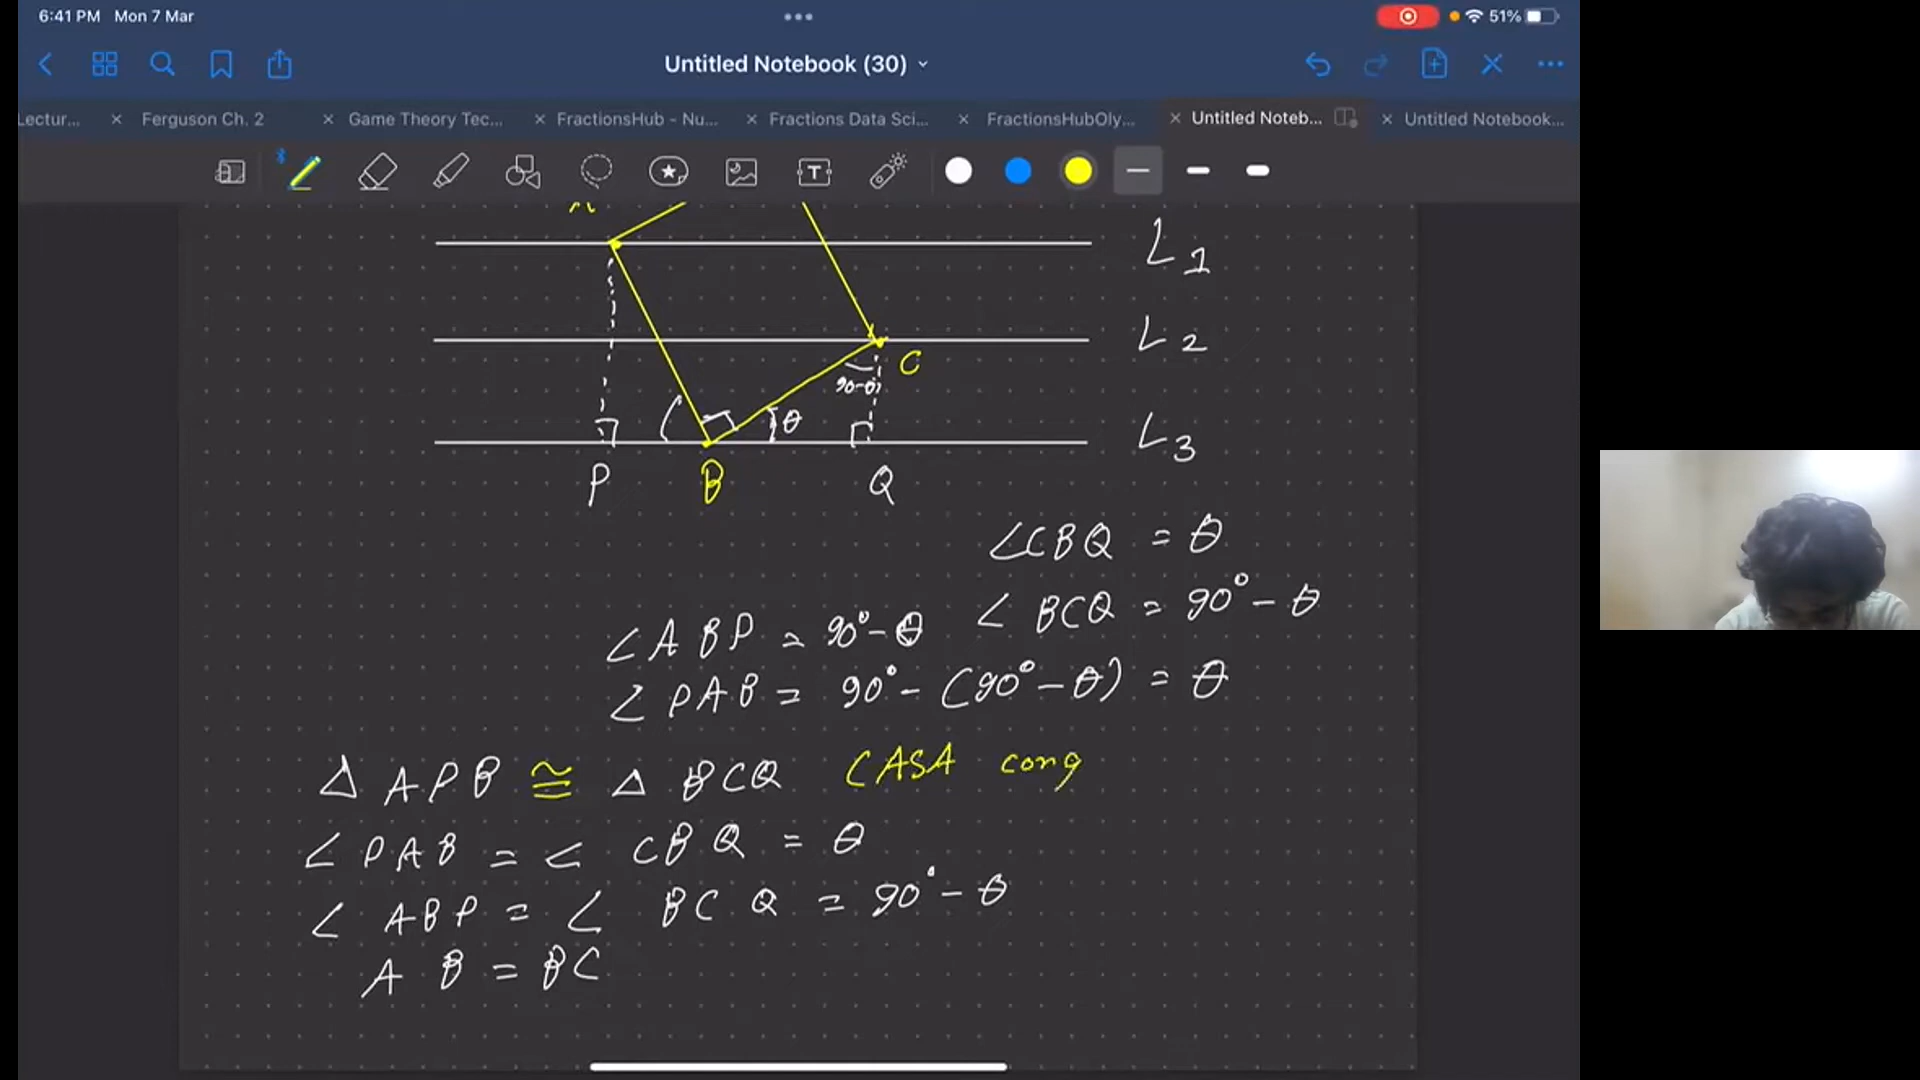 6:41 PM Mon 7 Mar
51%
Untitled Notebook (30)
Lectur... Ferguson Ch. 2 Game Theory Tec... FractionsHub - Nu... Fractions Data Sci... FractionsHubOly... Untitled Noteb... Untitled Notebook...
A
L1
L2
C
90-θ
θ
L3
P B Q
∠CBQ = θ
∠BCQ = 90° - θ
∠ABP = 90° - θ
∠PAB = 90° - (90° - θ) = θ
Δ APB ≅ Δ BCQ (ASA cong
∠PAB = ∠CBQ = θ
∠ABP = ∠BCQ = 90° - θ
AB = BC